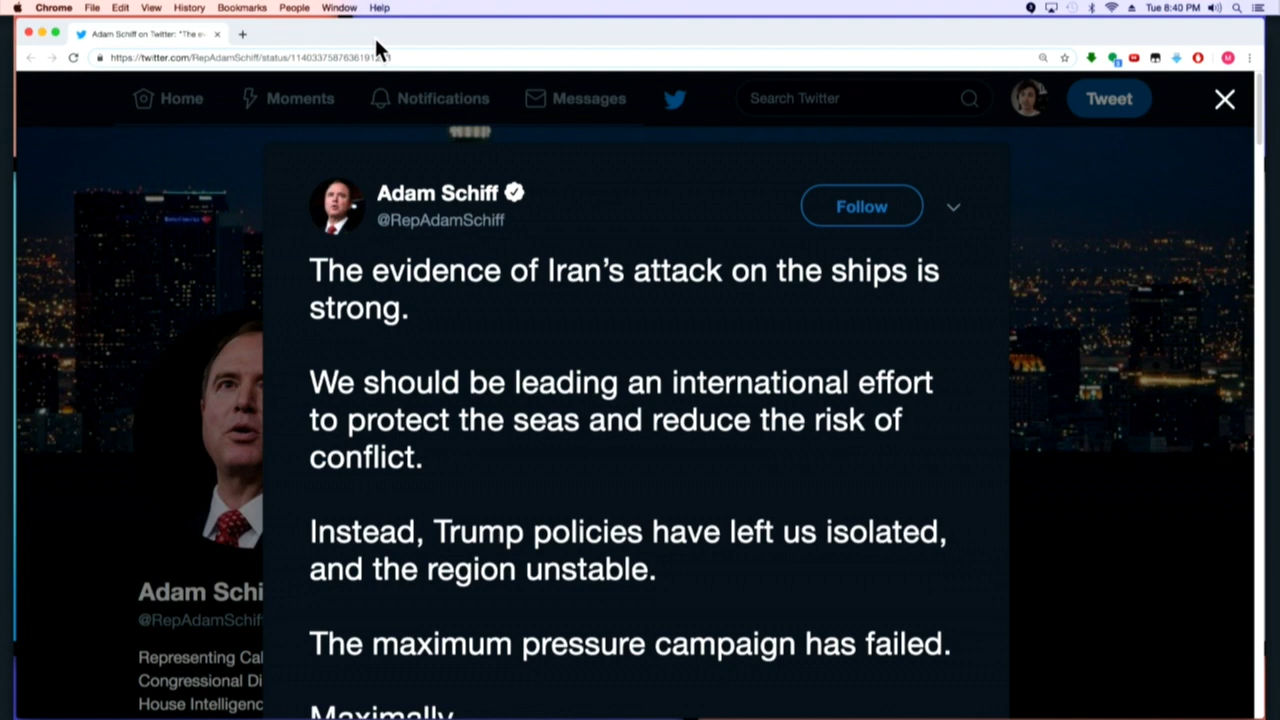 Chrome File Edit View History Bookmarks People Window Help Tue 8:40 PM
Adam Schiff on Twitter: "The e
Home Moments Notifications Messages Search Twitter Tweet
Adam Schiff
@RepAdamSchiff
Follow
The evidence of Iran's attack on the ships is
strong.
We should be leading an international effort
to protect the seas and reduce the risk of
conflict.
Instead, Trump policies have left us isolated,
and the region unstable.
The maximum pressure campaign has failed.
Maximally.
Adam Schi
@RepAdamSchif
Representing Cal
Congressional Di
House Intelligenc